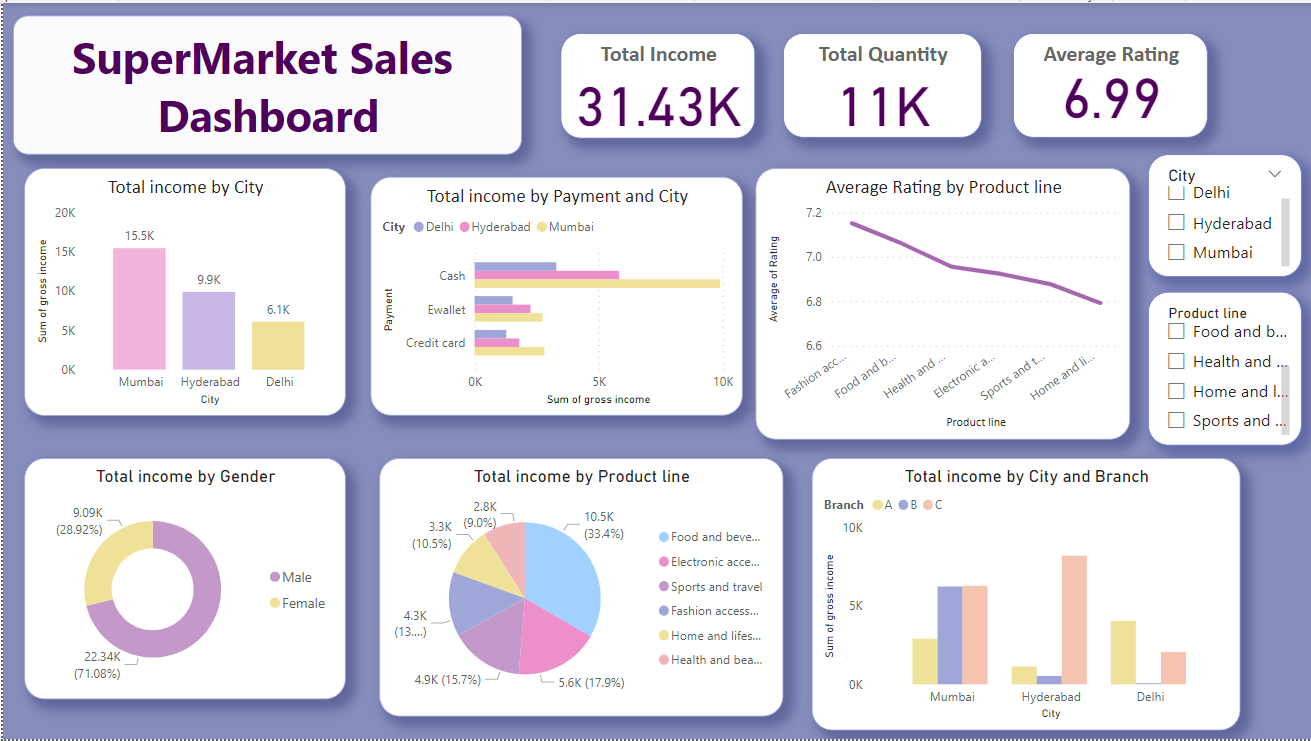 SuperMarket Sales
Dashboard
Total Income
31.43K
Total Quantity
11K
Average Rating
6.99
Total income by City
Sum of gross income
20K
15K
10K
5K
0K
15.5K
9.9K
6.1K
Mumbai
Hyderabad
Delhi
City
Total income by Payment and City
City Delhi Hyderabad Mumbai
Payment
Cash
Ewallet
Credit card
0K
5K
10K
Sum of gross income
Average Rating by Product line
Average of Rating
7.2
7.0
6.8
6.6
Fashion acc...
Food and b...
Health and ...
Electronic a...
Sports and t...
Home and li...
Product line
City
Delhi
Hyderabad
Mumbai
Product line
Food and b...
Health and ...
Home and l...
Sports and ...
Total income by Gender
9.09K
(28.92%)
22.34K
(71.08%)
Male
Female
Total income by Product line
2.8K
(9.0%)
3.3K
(10.5%)
4.3K
(13....)
4.9K (15.7%)
5.6K (17.9%)
10.5K
(33.4%)
Food and beve...
Electronic acce...
Sports and travel
Fashion access...
Home and lifes...
Health and bea...
Total income by City and Branch
Branch A B C
Sum of gross income
10K
5K
0K
Mumbai
Hyderabad
Delhi
City